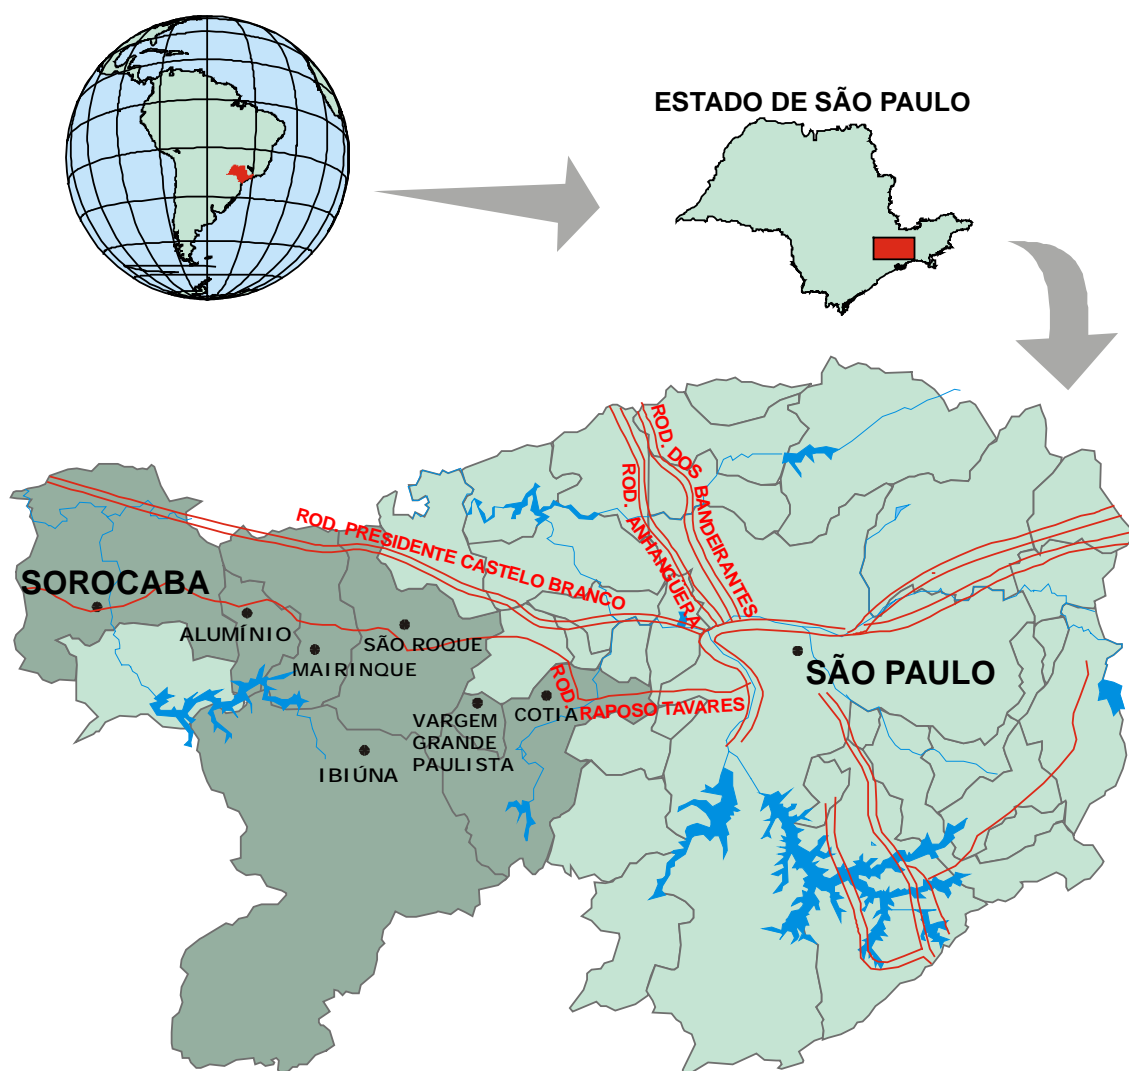 ESTADO DE SÃO PAULO
ROD. DOS BANDEIRANTES
ROD. ANHANGÜERA
ROD. PRESIDENTE CASTELO BRANCO
SOROCABA
ALUMÍNIO
SÃO ROQUE
MAIRINQUE
SÃO PAULO
ROD. RAPOSO TAVARES
COTIA
VARGEM
GRANDE
PAULISTA
IBIÚNA